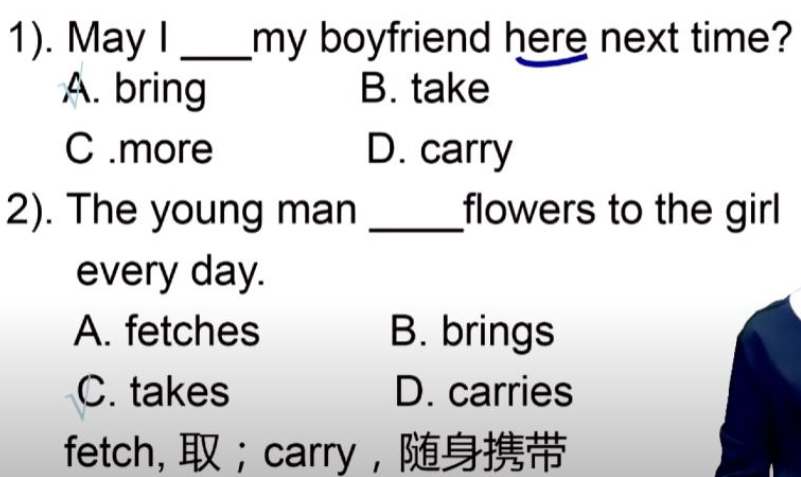 1). May I ___my boyfriend here next time?
A. bring B. take
C .more D. carry
2). The young man ____flowers to the girl
every day.
A. fetches B. brings
C. takes D. carries
fetch, 取；carry，随身携带